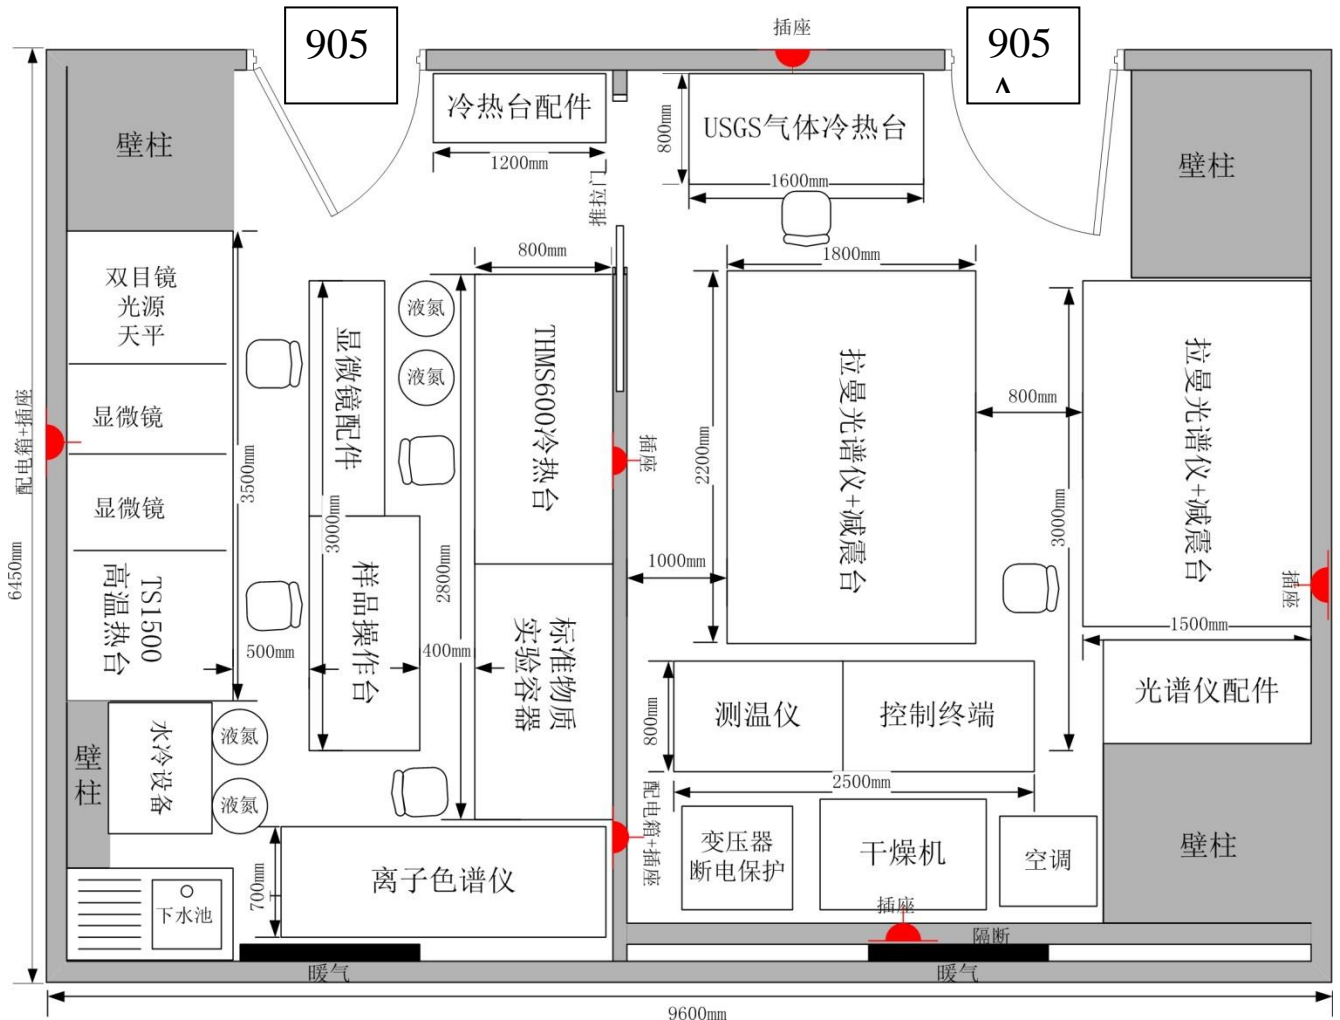 905
插座
905
A
壁柱
冷热台配件
1200mm
推拉门
800mm
USGS气体冷热台
1600mm
壁柱
双目镜
光源
天平
显微镜
显微镜
TS1500
高温热台
3500mm
配电箱+插座
6450mm
500mm
显微镜配件
3000mm
样品操作台
液氮
液氮
400mm
2800mm
800mm
THMS600冷热台
标准物质
实验容器
插座
1000mm
1800mm
2200mm
拉曼光谱仪+减震台
800mm
3000mm
拉曼光谱仪+减震台
插座
1500mm
光谱仪配件
壁柱
水冷设备
液氮
液氮
下水池
700mm
离子色谱仪
暖气
配电箱+插座
800mm
测温仪
控制终端
2500mm
变压器
断电保护
干燥机
空调
壁柱
插座
隔断
暖气
9600mm